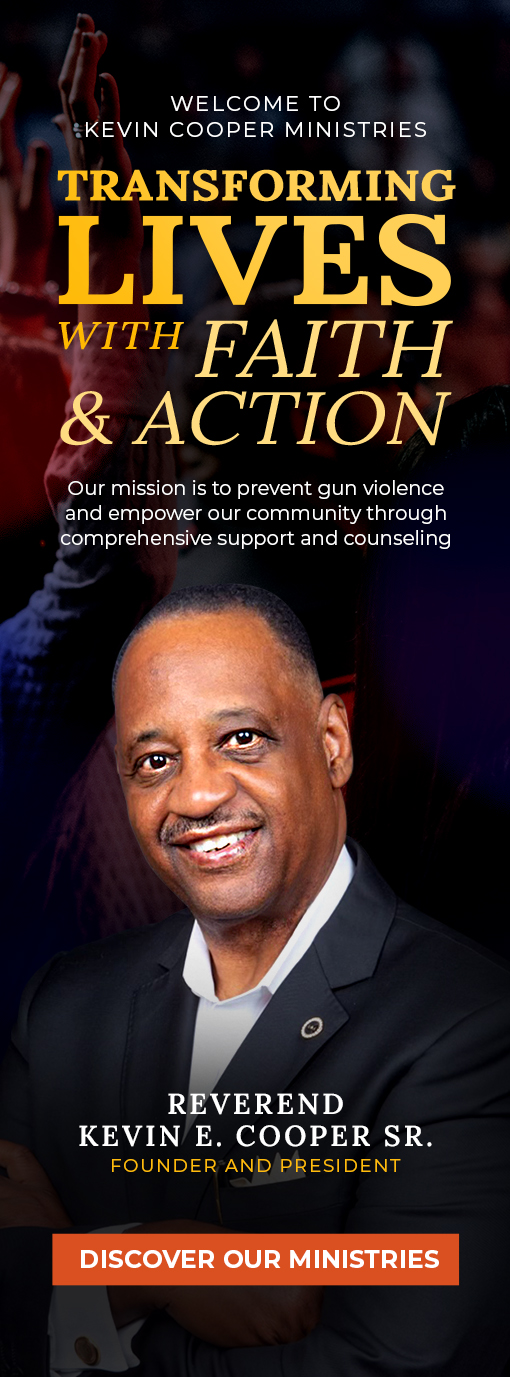 WELCOME TO
KEVIN COOPER MINISTRIES
TRANSFORMING
LIVES
WITH FAITH
& ACTION
Our mission is to prevent gun violence
and empower our community through
comprehensive support and counseling
REVEREND
KEVIN E. COOPER SR.
FOUNDER AND PRESIDENT
DISCOVER OUR MINISTRIES